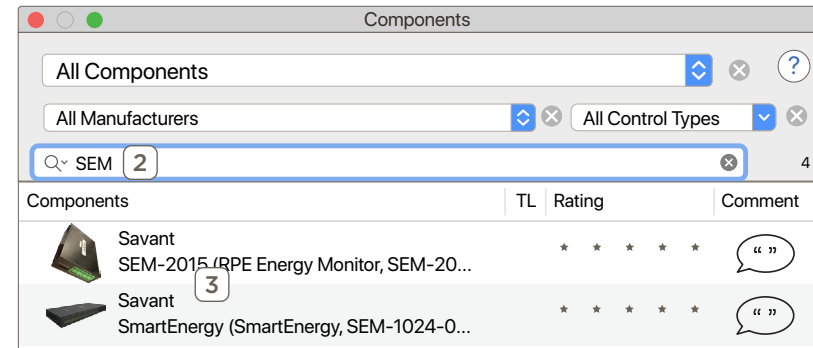 Components
All Components
?
All Manufacturers
All Control Types
SEM 2
4
Components TL Rating Comment
Savant
SEM-2015 (RPE Energy Monitor, SEM-20...
“ ”
3
Savant
SmartEnergy (SmartEnergy, SEM-1024-0...
“ ”